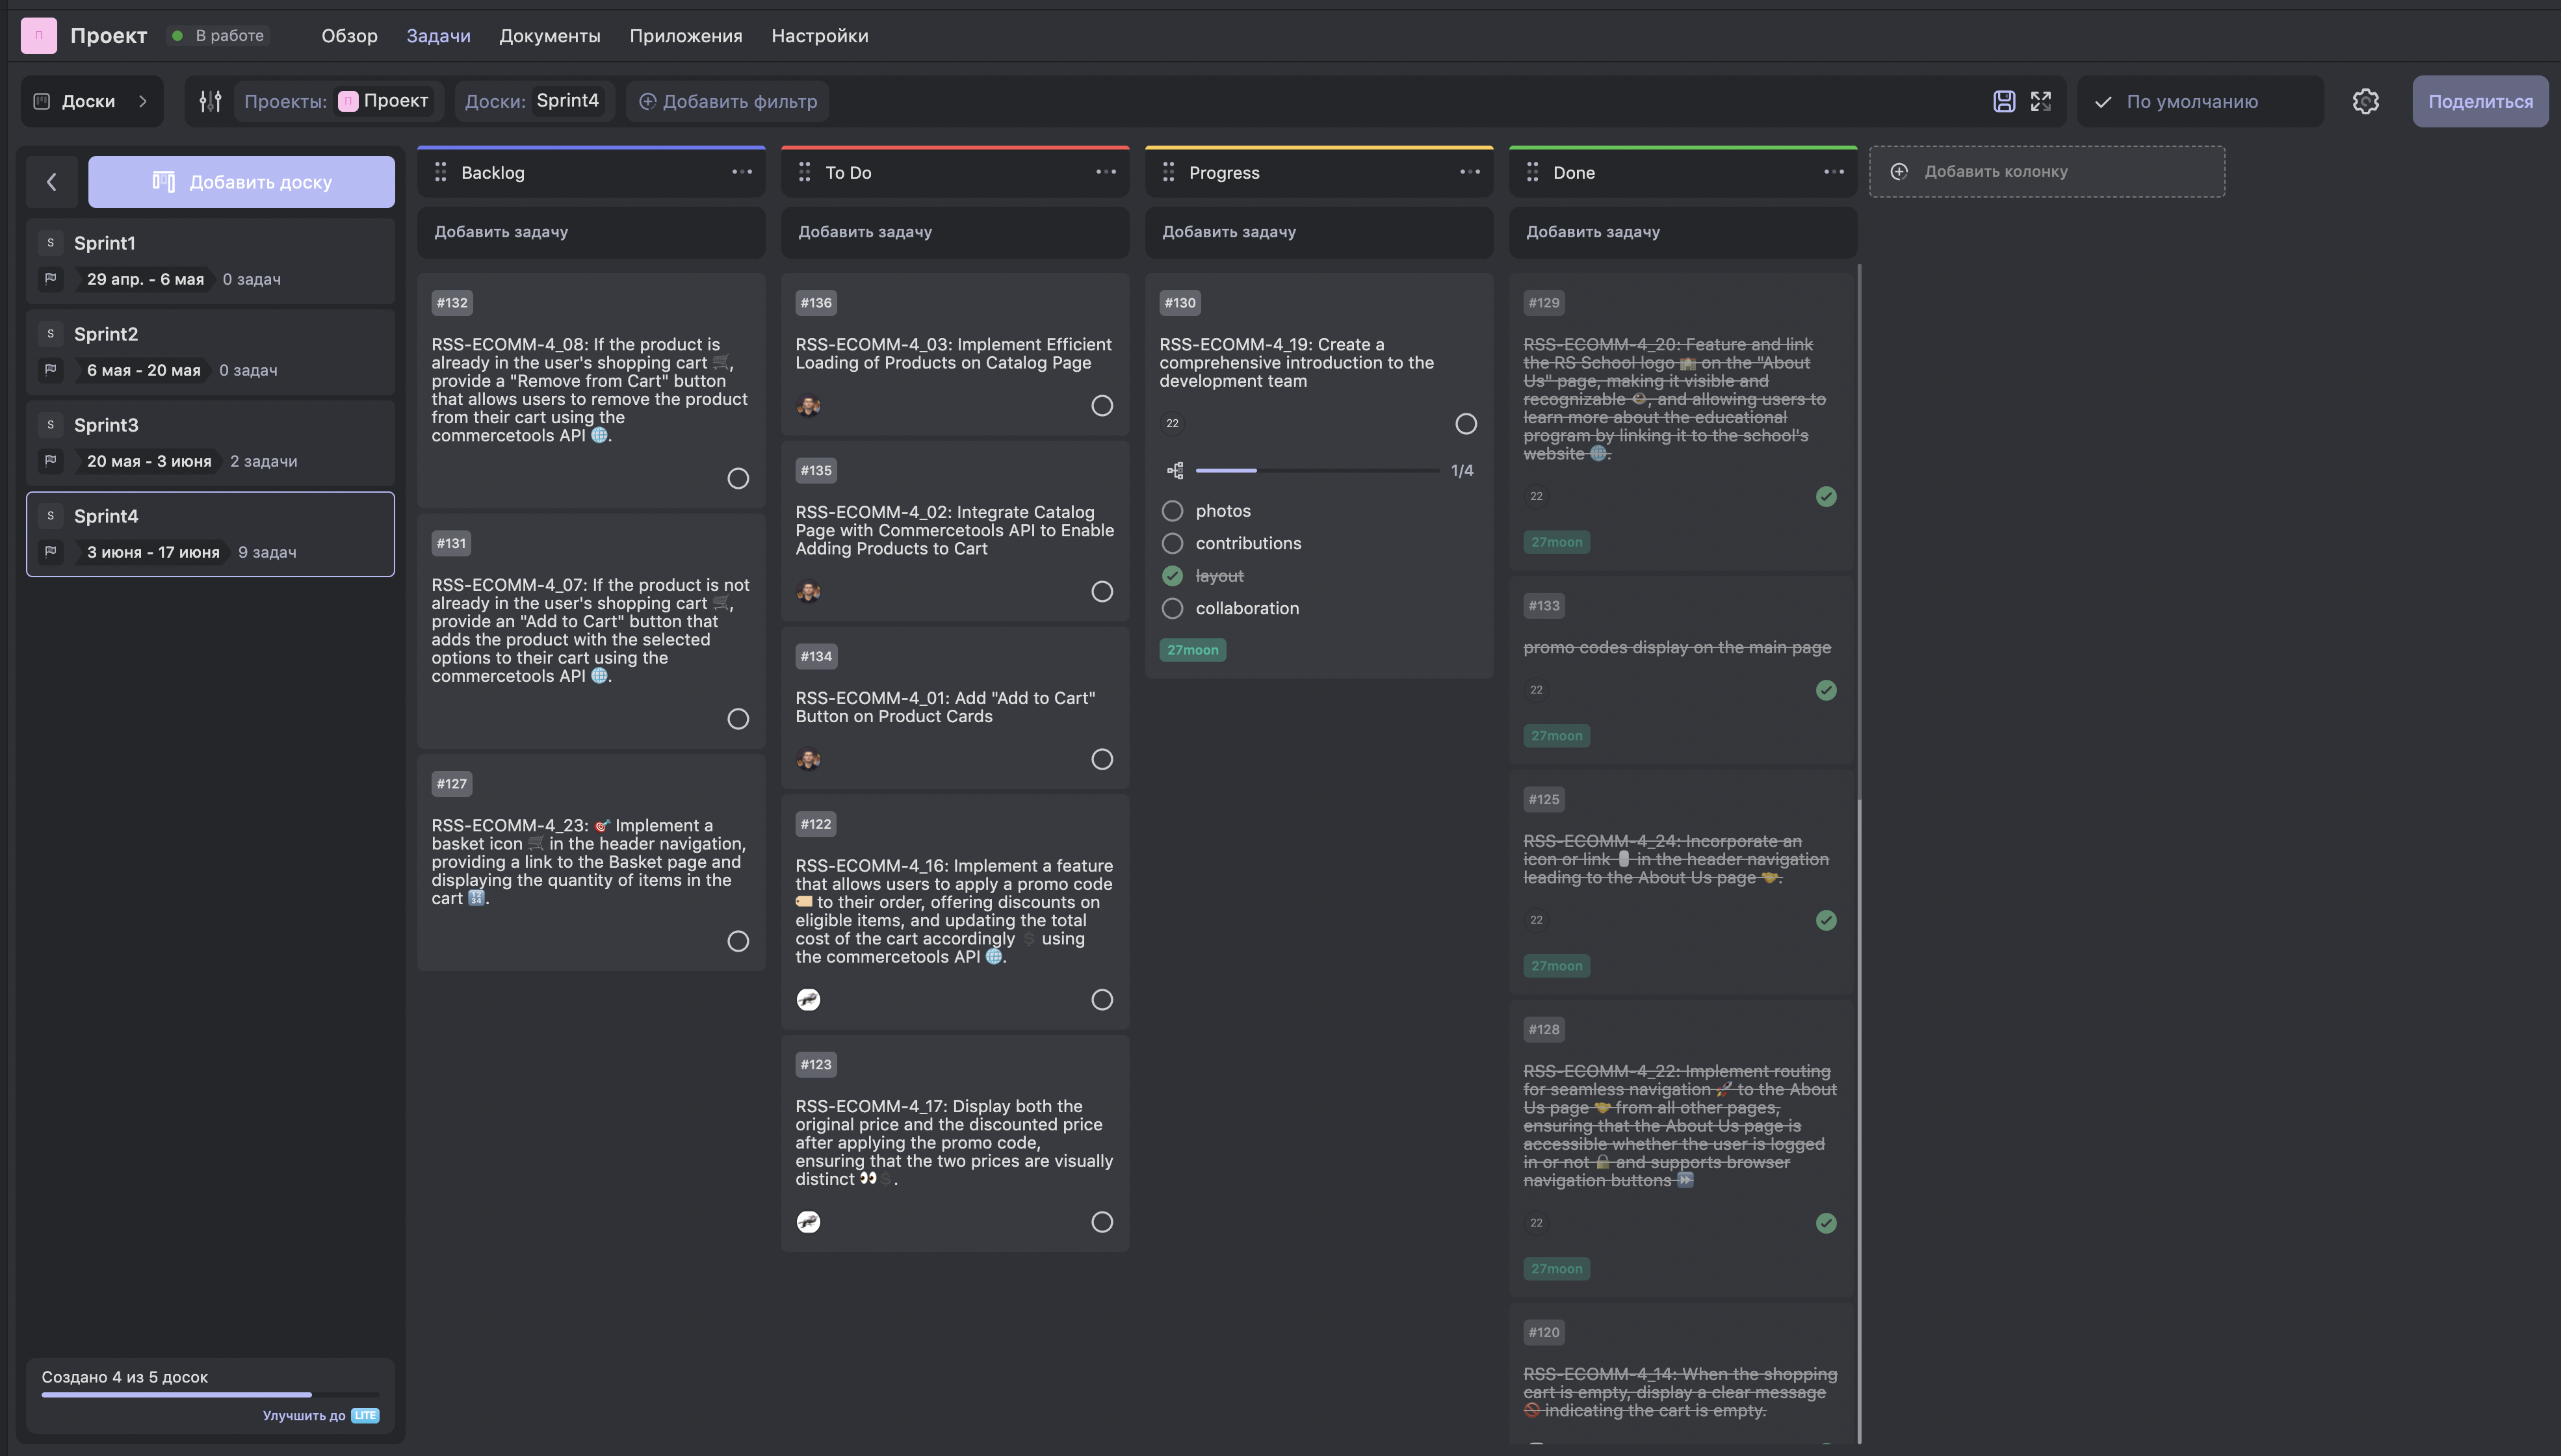 П Проект В работе Обзор Задачи Документы Приложения Настройки
Доски Проекты: П Проект Доски: Sprint4 Добавить фильтр По умолчанию Поделиться
Добавить доску
S Sprint1
29 апр. - 6 мая 0 задач
S Sprint2
6 мая - 20 мая 0 задач
S Sprint3
20 мая - 3 июня 2 задачи
S Sprint4
3 июня - 17 июня 9 задач
Создано 4 из 5 досок
Улучшить до LITE
Backlog
Добавить задачу
#132
RSS-ECOMM-4_08: If the product is
already in the user's shopping cart 🛒,
provide a "Remove from Cart" button
that allows users to remove the product
from their cart using the
commercetools API 🌐.
#131
RSS-ECOMM-4_07: If the product is not
already in the user's shopping cart 🛒,
provide an "Add to Cart" button that
adds the product with the selected
options to their cart using the
commercetools API 🌐.
#127
RSS-ECOMM-4_23: 🎯 Implement a
basket icon 🛒 in the header navigation,
providing a link to the Basket page and
displaying the quantity of items in the
cart 🔢.
To Do
Добавить задачу
#136
RSS-ECOMM-4_03: Implement Efficient
Loading of Products on Catalog Page
#135
RSS-ECOMM-4_02: Integrate Catalog
Page with Commercetools API to Enable
Adding Products to Cart
#134
RSS-ECOMM-4_01: Add "Add to Cart"
Button on Product Cards
#122
RSS-ECOMM-4_16: Implement a feature
that allows users to apply a promo code
🏷️ to their order, offering discounts on
eligible items, and updating the total
cost of the cart accordingly 💲 using
the commercetools API 🌐.
#123
RSS-ECOMM-4_17: Display both the
original price and the discounted price
after applying the promo code,
ensuring that the two prices are visually
distinct 👀💲.
Progress
Добавить задачу
#130
RSS-ECOMM-4_19: Create a
comprehensive introduction to the
development team
22
1/4
photos
contributions
layout
collaboration
27moon
Done
Добавить задачу
#129
RSS-ECOMM-4_20: Feature and link
the RS School logo 🏫 on the "About
Us" page, making it visible and
recognizable 🧐, and allowing users to
learn more about the educational
program by linking it to the school's
website 🌐.
22
27moon
#133
promo codes display on the main page
22
27moon
#125
RSS-ECOMM-4_24: Incorporate an
icon or link 📱 in the header navigation
leading to the About Us page 🤝.
22
27moon
#128
RSS-ECOMM-4_22: Implement routing
for seamless navigation 🚀 to the About
Us page 🤝 from all other pages,
ensuring that the About Us page is
accessible whether the user is logged
in or not 🔒 and supports browser
navigation buttons ⏩
22
27moon
#120
RSS-ECOMM-4_14: When the shopping
cart is empty, display a clear message
🚫 indicating the cart is empty.
Добавить колонку